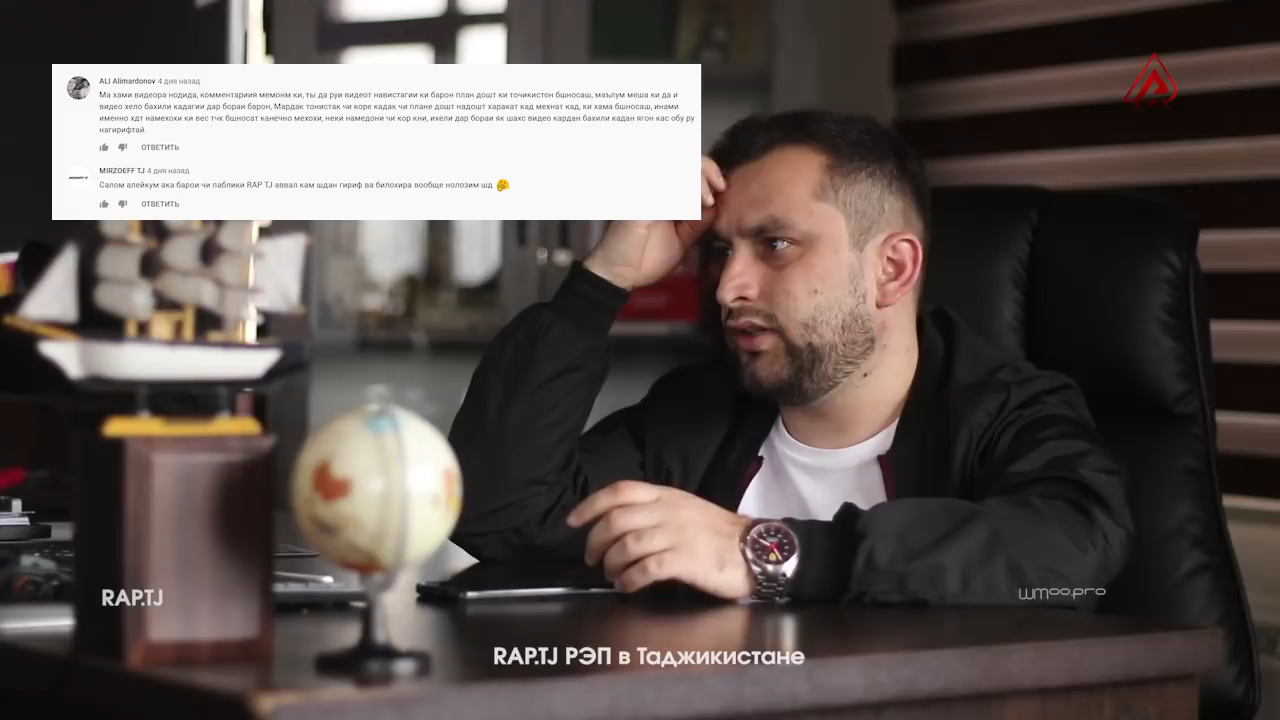 ALI Alimardonov 4 дня назад
Ма хами видеора нодида, комментариия мемонм ки, ты да руи видеот навистагии ки барон план дошт ки точикистон бшносаш, маълум меша ки да и
видео хело бахили кадагии дар бораи барон, Мардак тонистак чи коре кадак чи плане дошт надошт харакат кад мехнат кад, ки хама бшносаш, инами
именно хдт намехохи ки вес тчк бшносат канечно мехохи, неки намедони чи кор кни, ихели дар бораи як шахс видео кардан бахили кадан ягон кас обу ру
нагирифтай.
ОТВЕТИТЬ
MIRZOEFF TJ 4 дня назад
Салом алейкум ака барои чи паблики RAP TJ аввал кам шдан гириф ва билохира вообще нолозим шд 🤔
ОТВЕТИТЬ
RAP.TJ
wmoo.pro
RAP.TJ РЭП в Таджикистане